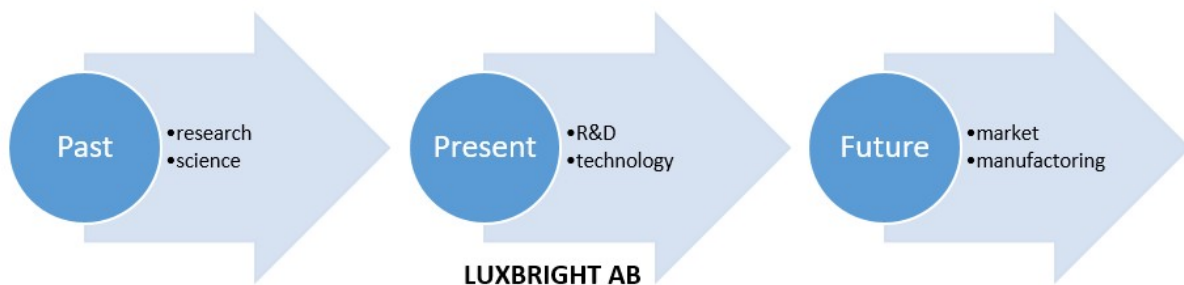 Past
•research
•science
Present
•R&D
•technology
Future
•market
•manufactoring
LUXBRIGHT AB